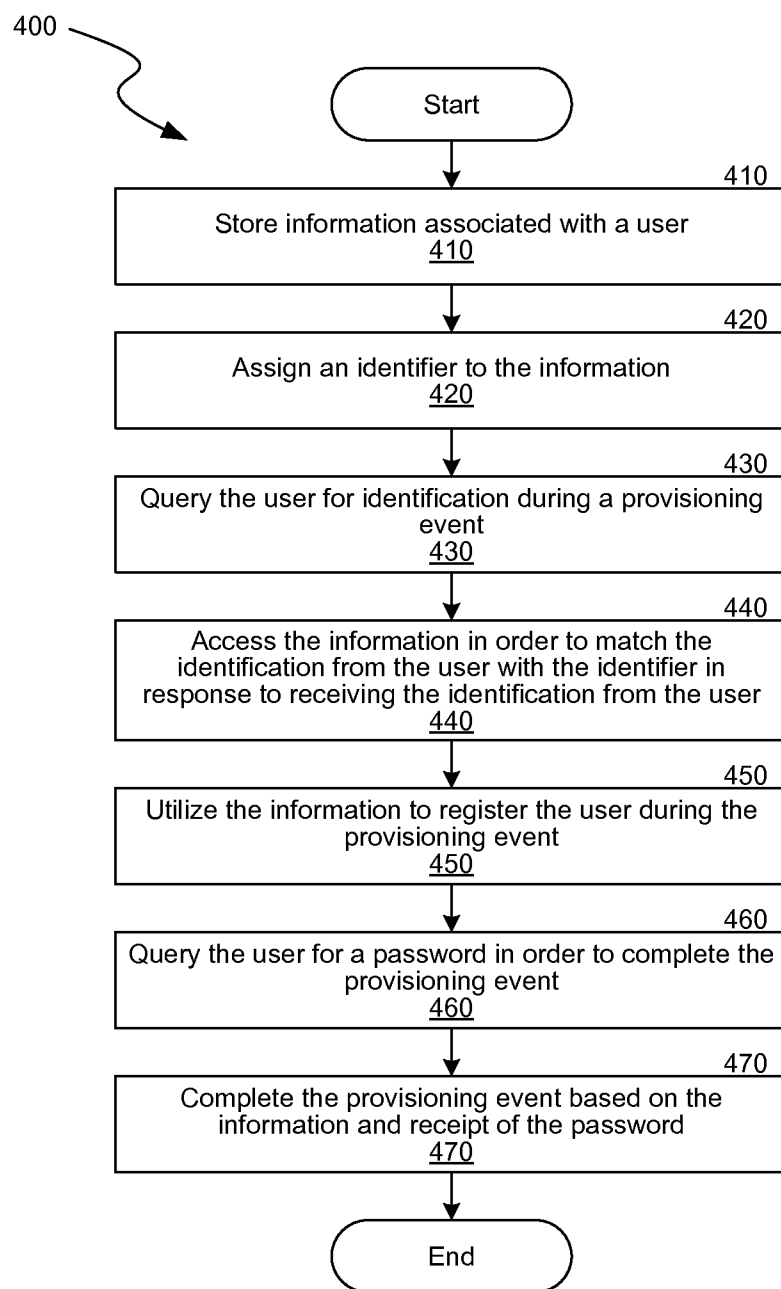 400
Start
410
Store information associated with a user
410
420
Assign an identifier to the information
420
430
Query the user for identification during a provisioning
event
430
440
Access the information in order to match the
identification from the user with the identifier in
response to receiving the identification from the user
440
450
Utilize the information to register the user during the
provisioning event
450
460
Query the user for a password in order to complete the
provisioning event
460
470
Complete the provisioning event based on the
information and receipt of the password
470
End